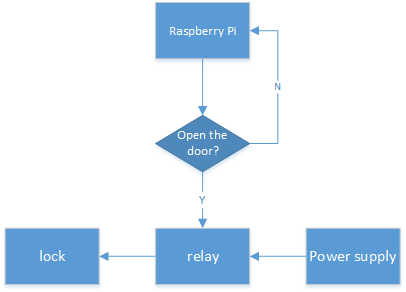 Raspberry Pi
N
Open the
door?
Y
lock
relay
Power supply